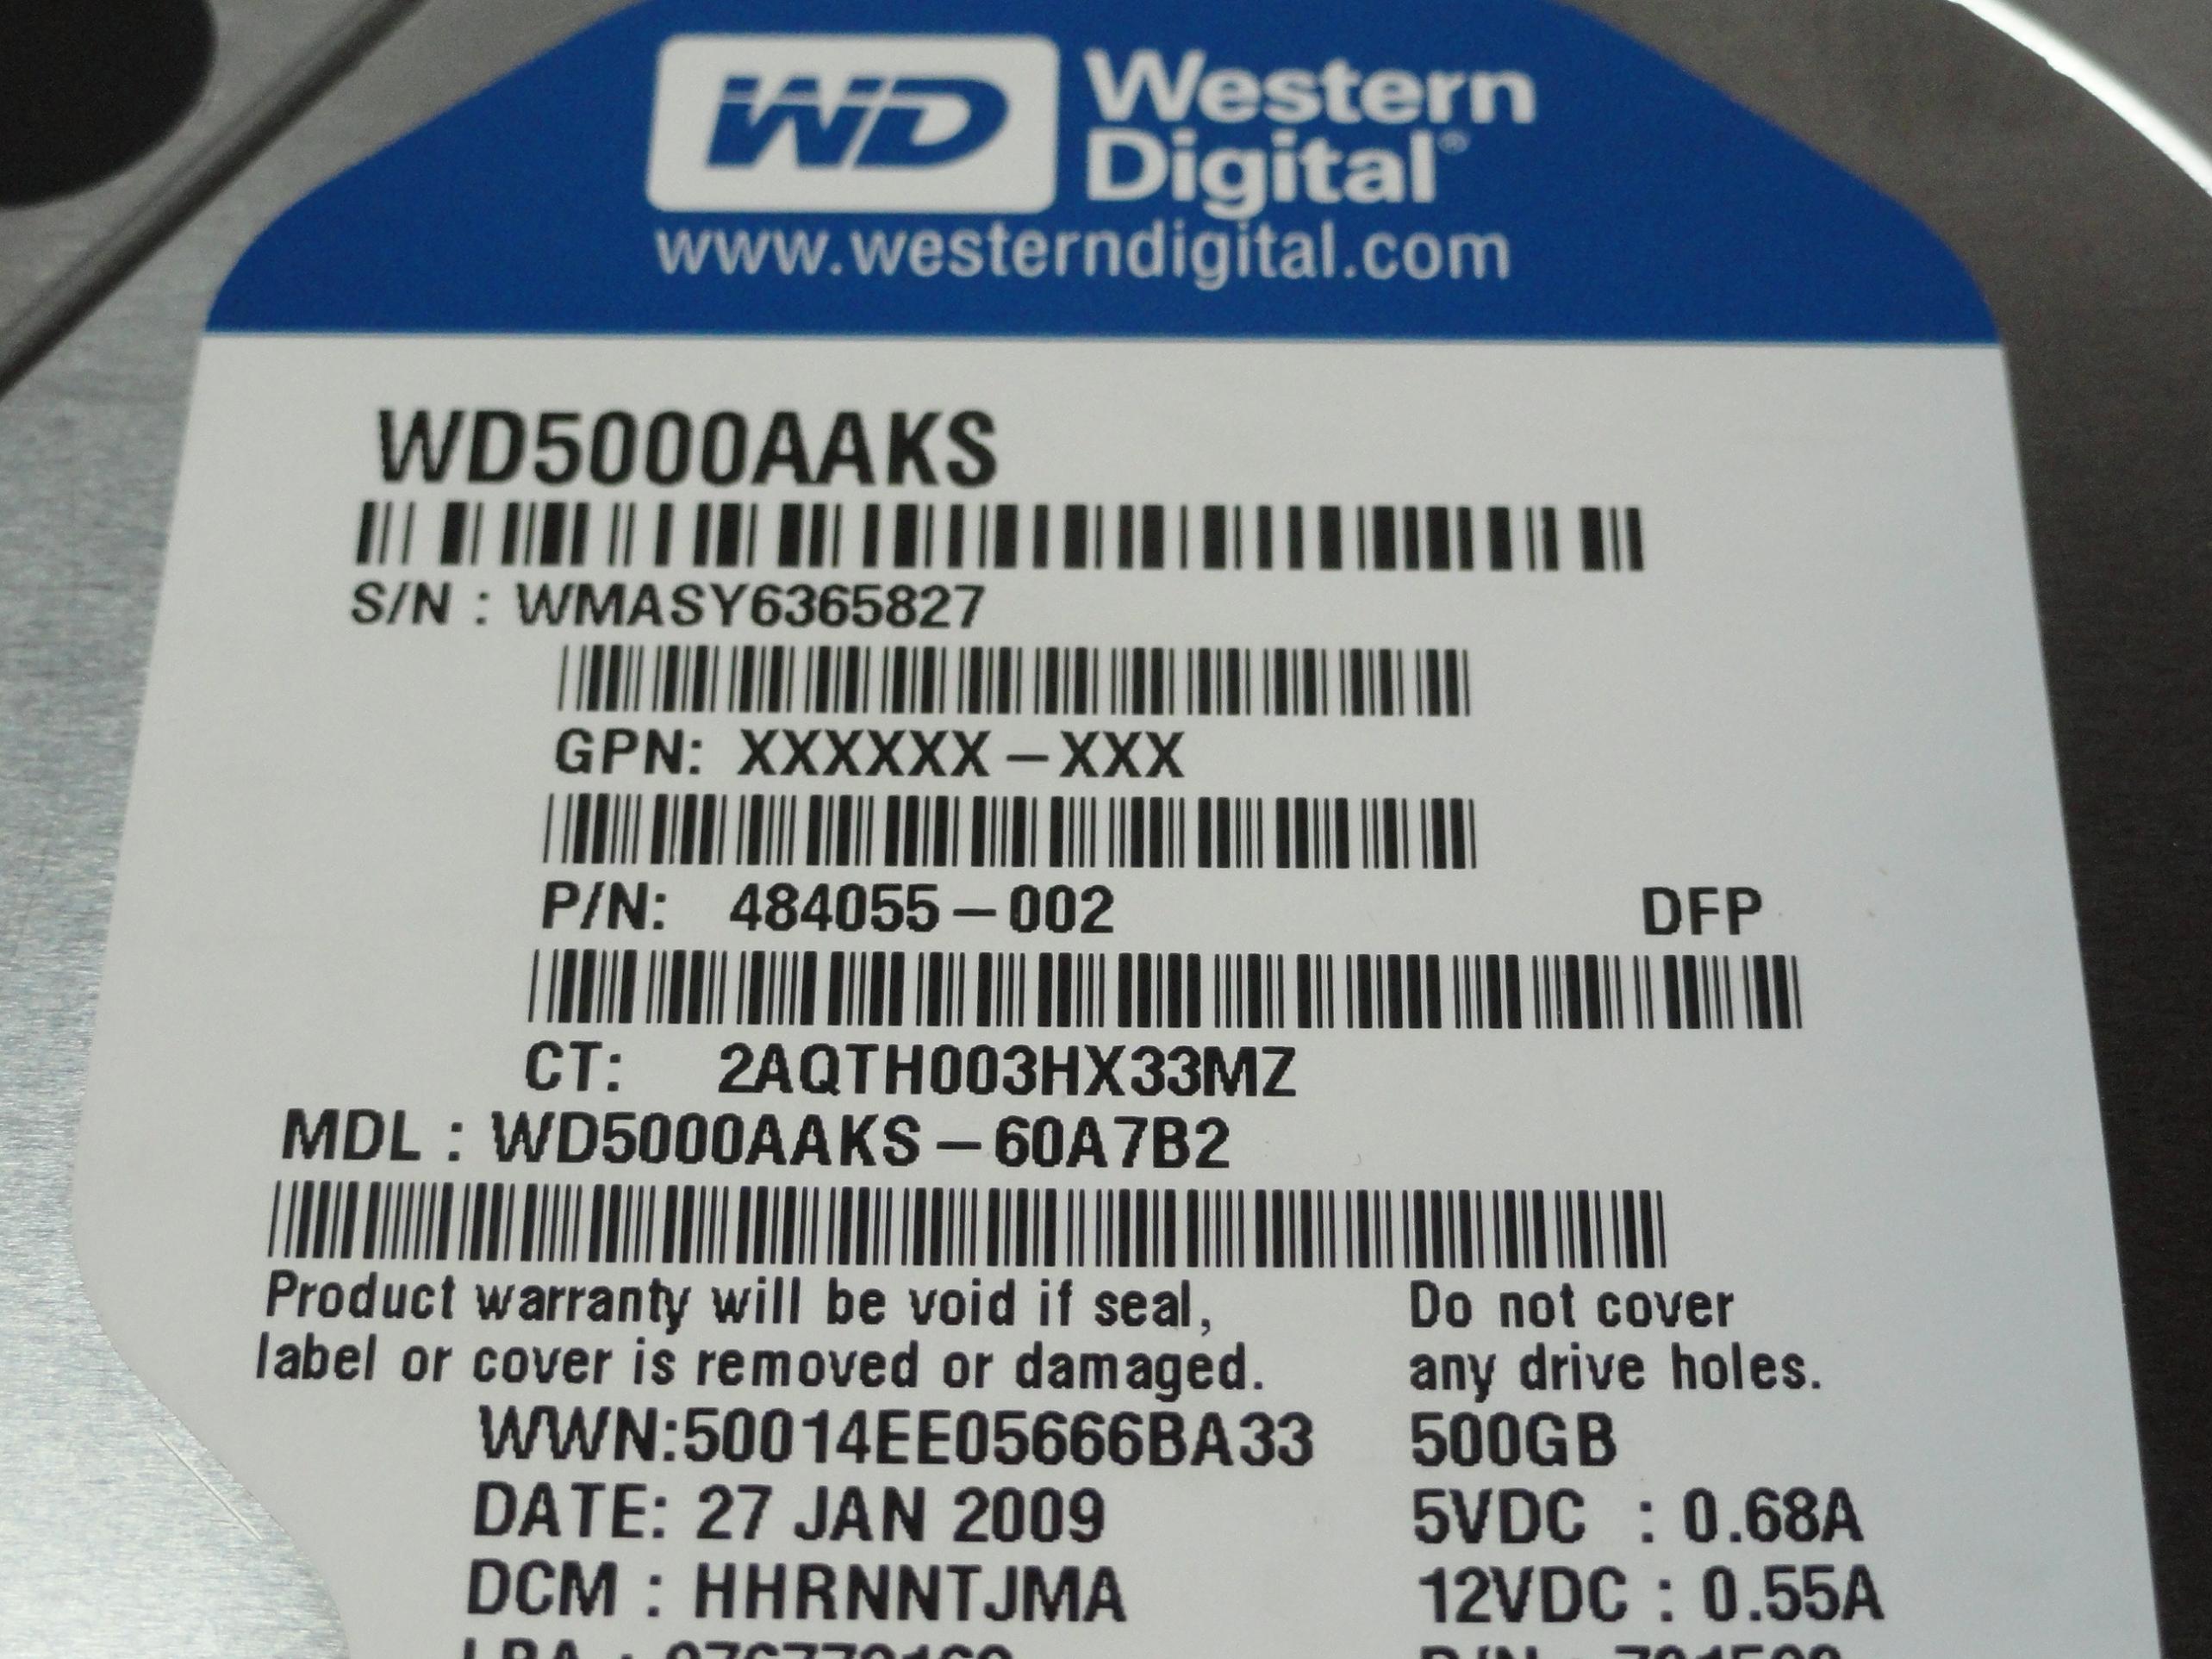 WD Western
Digital®
www.westerndigital.com
WD5000AAKS
S/N : WMASY6365827
GPN: XXXXXX–XXX
P/N: 484055–002 DFP
CT: 2AQTH003HX33MZ
MDL : WD5000AAKS–60A7B2
Product warranty will be void if seal, Do not cover
label or cover is removed or damaged. any drive holes.
WWN:50014EE05666BA33 500GB
DATE: 27 JAN 2009 5VDC : 0.68A
DCM : HHRNNTJMA 12VDC : 0.55A
LBA :